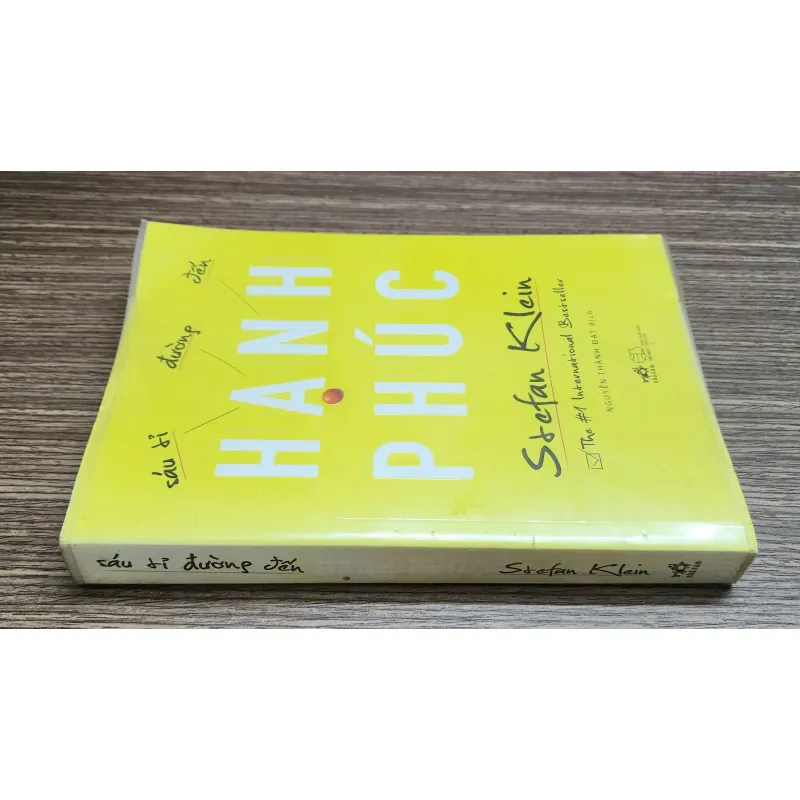 sáu tỉ
đường
đến
HẠNH
PHÚC
Stefan Klein
The #1 International Bestseller
NGUYỄN THÀNH ĐẠT dịch
sáu tỉ đường đến
Stefan Klein